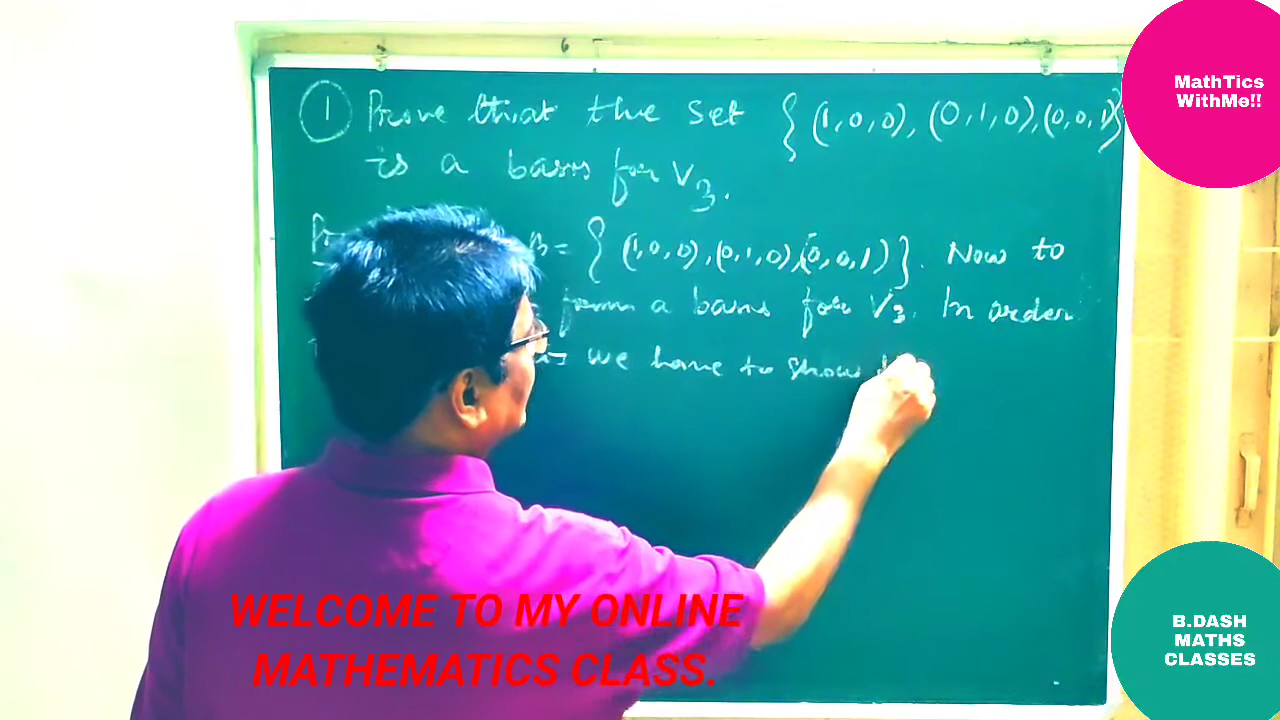 ① Prove that the set { (1,0,0), (0,1,0), (0,0,1) }
is a basis for V₃.
B = { (1,0,0), (0,1,0), (0,0,1) }. Now to
form a basis for V₃. In order
we have to show
MathTics
WithMe!!
WELCOME TO MY ONLINE
MATHEMATICS CLASS.
B.DASH
MATHS
CLASSES